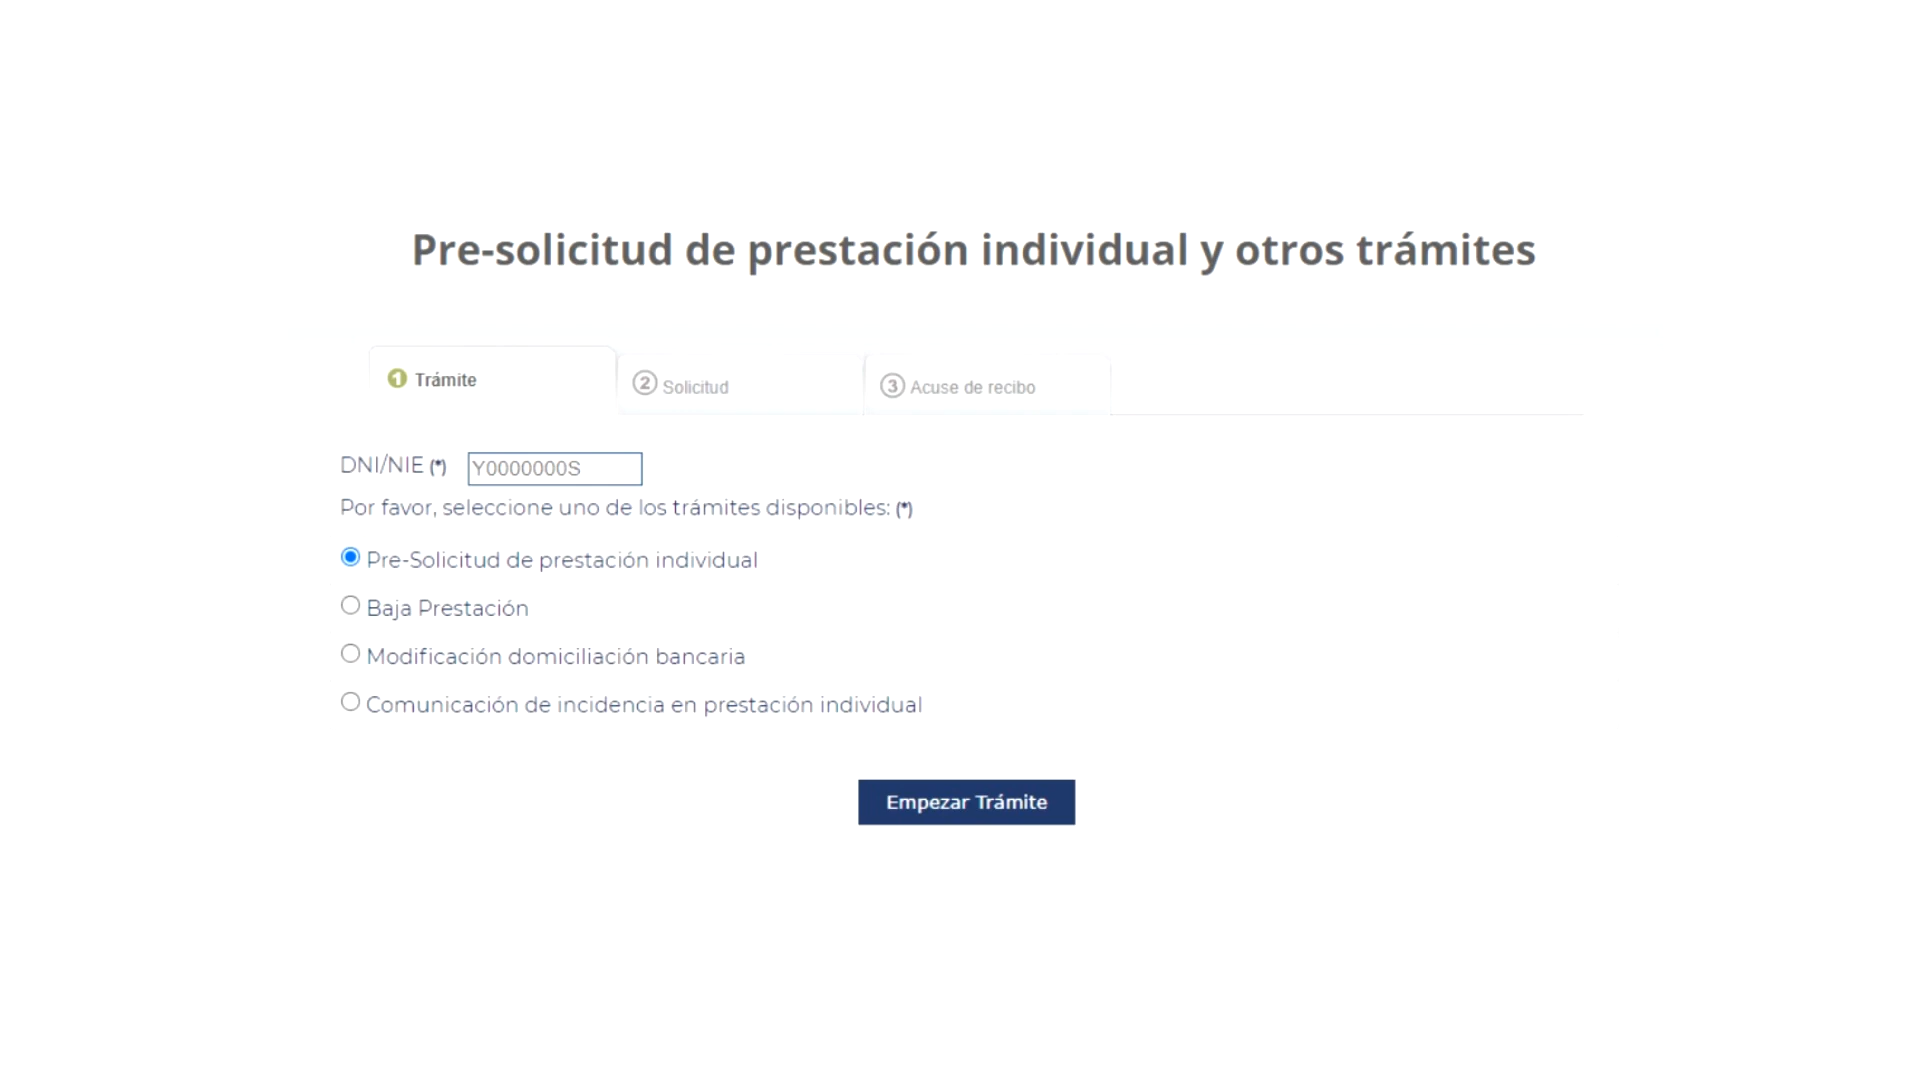 Pre-solicitud de prestación individual y otros trámites
1 Trámite
2 Solicitud
3 Acuse de recibo
DNI/NIE (*) Y0000000S
Por favor, seleccione uno de los trámites disponibles: (*)
Pre-Solicitud de prestación individual
Baja Prestación
Modificación domiciliación bancaria
Comunicación de incidencia en prestación individual
Empezar Trámite